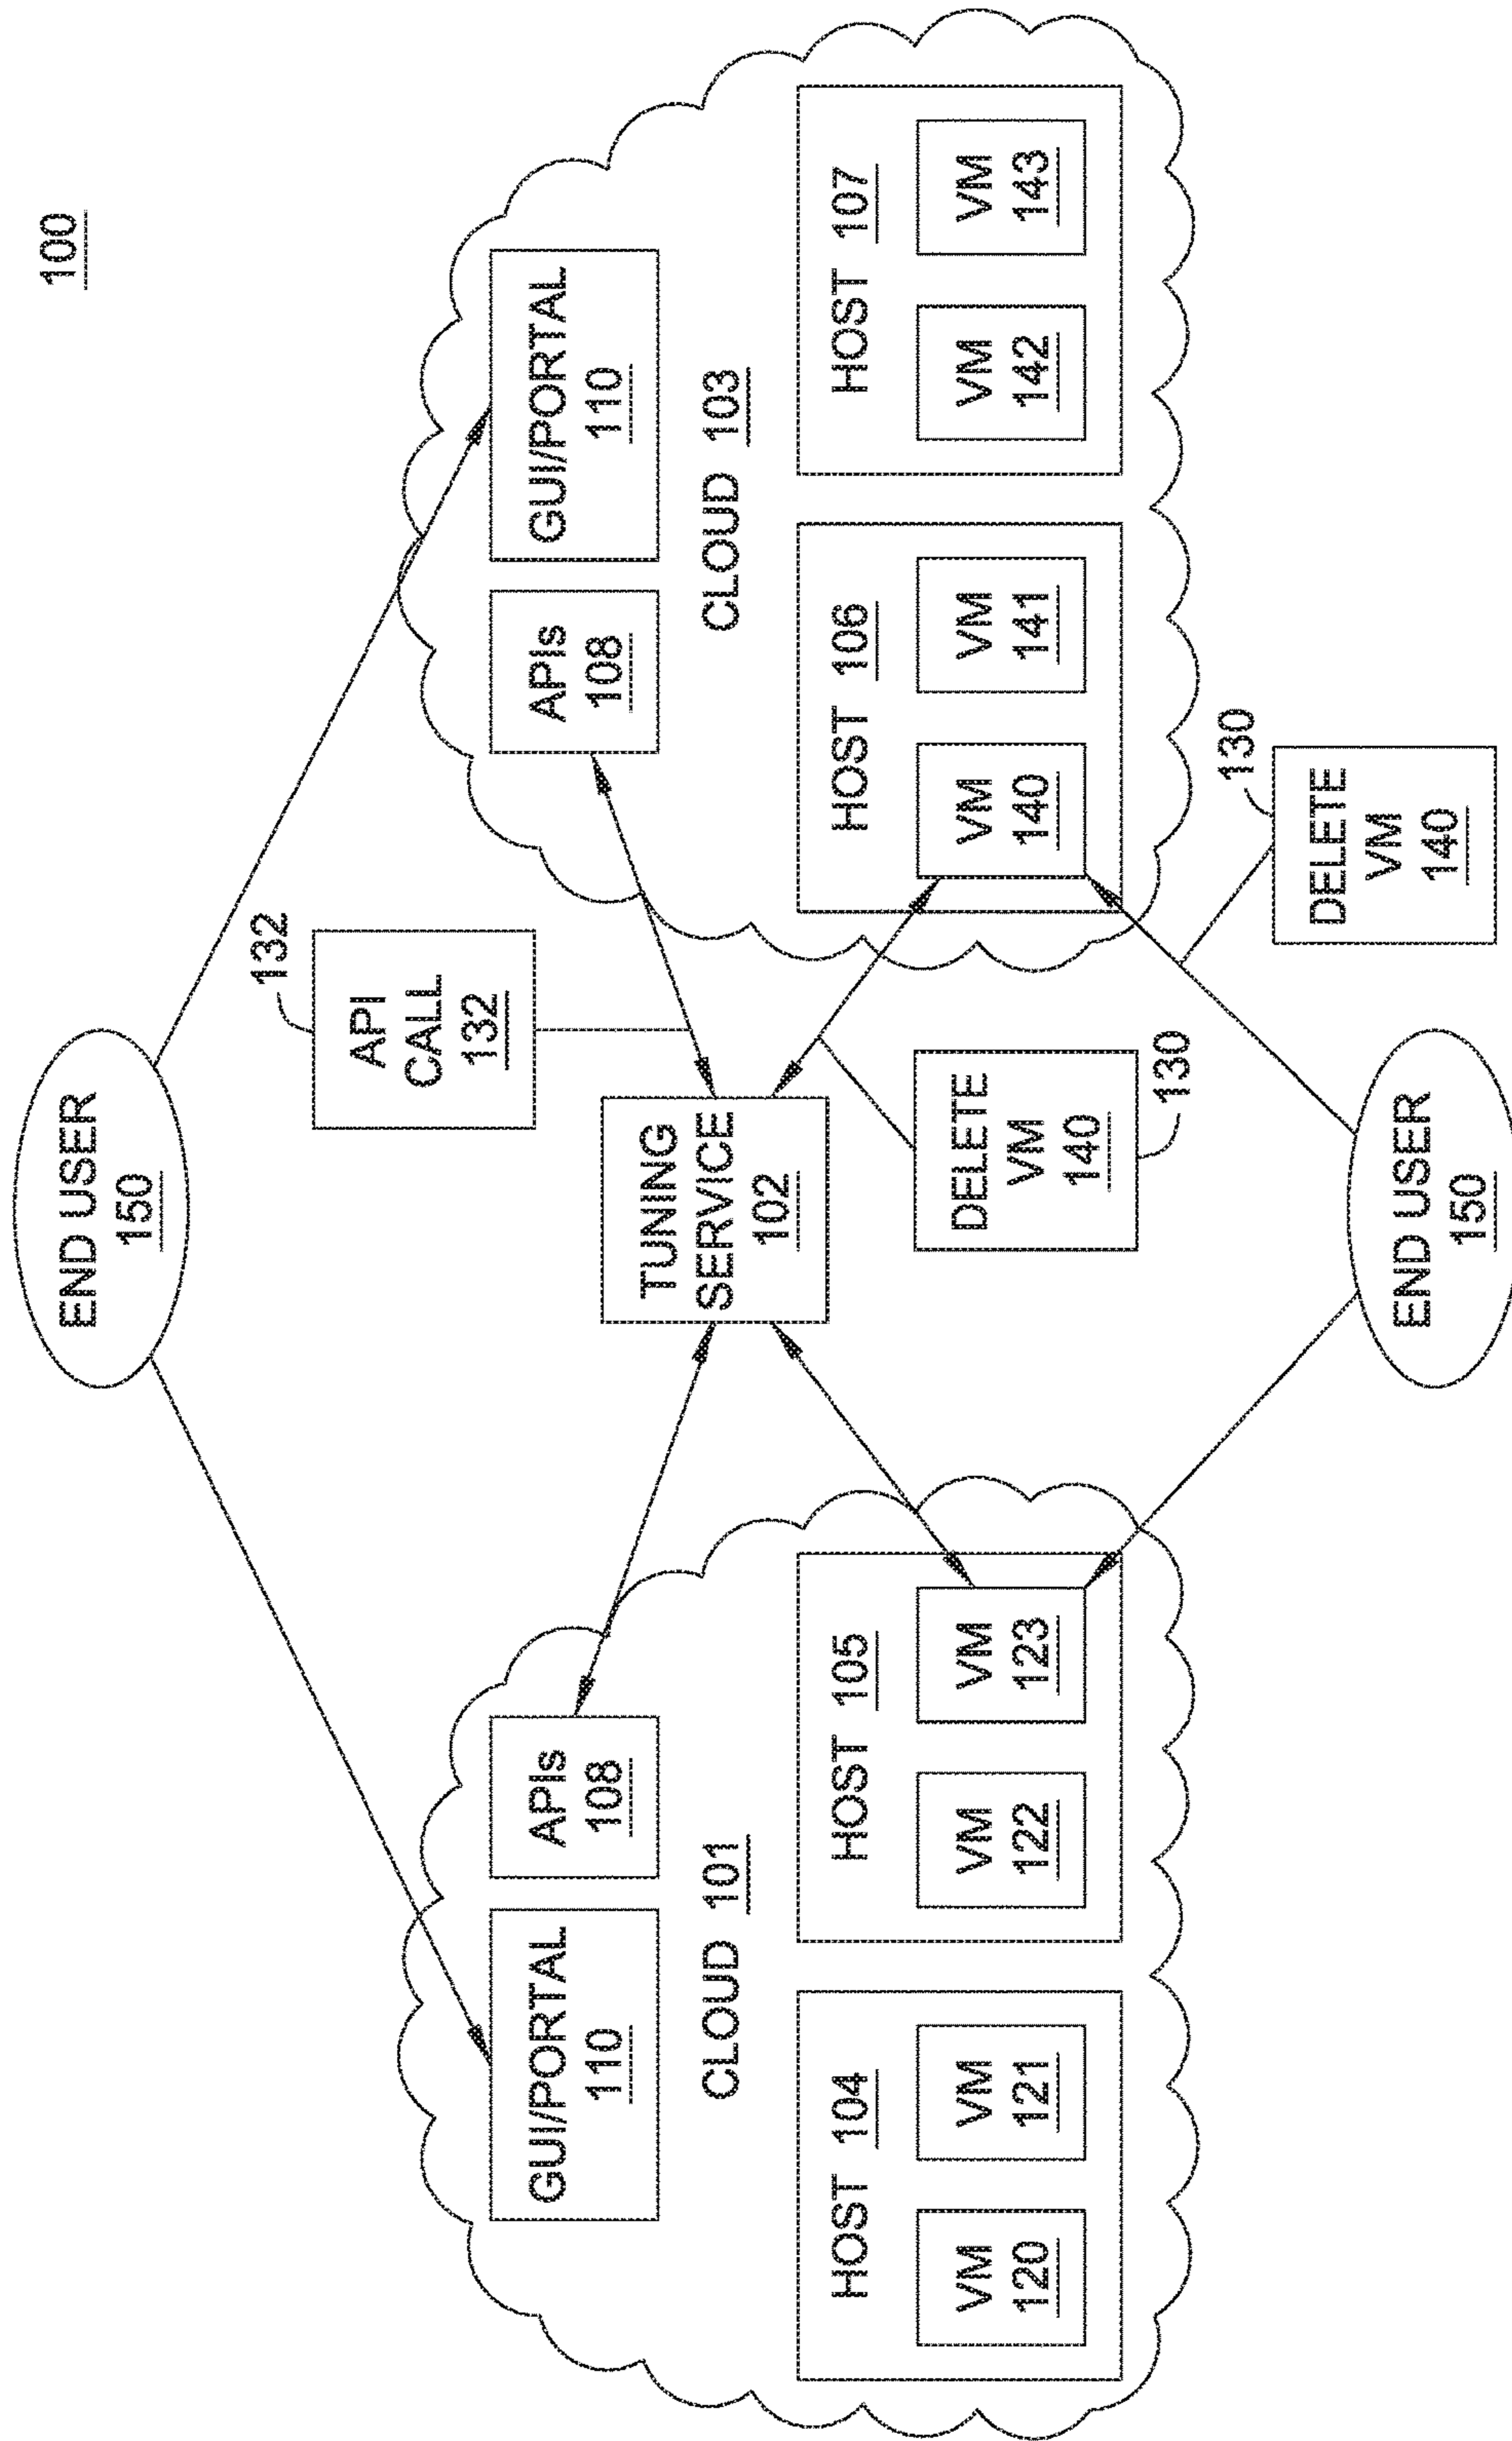 100
END USER
150
132
API
CALL
132
GUI/PORTAL
110
APIs
108
CLOUD 101
HOST 104
VM
120
VM
121
HOST 105
VM
122
VM
123
TUNING
SERVICE
102
DELETE
VM
140
130
APIs
108
GUI/PORTAL
110
CLOUD 103
HOST 106
VM
140
VM
141
HOST 107
VM
142
VM
143
END USER
150
130
DELETE
VM
140